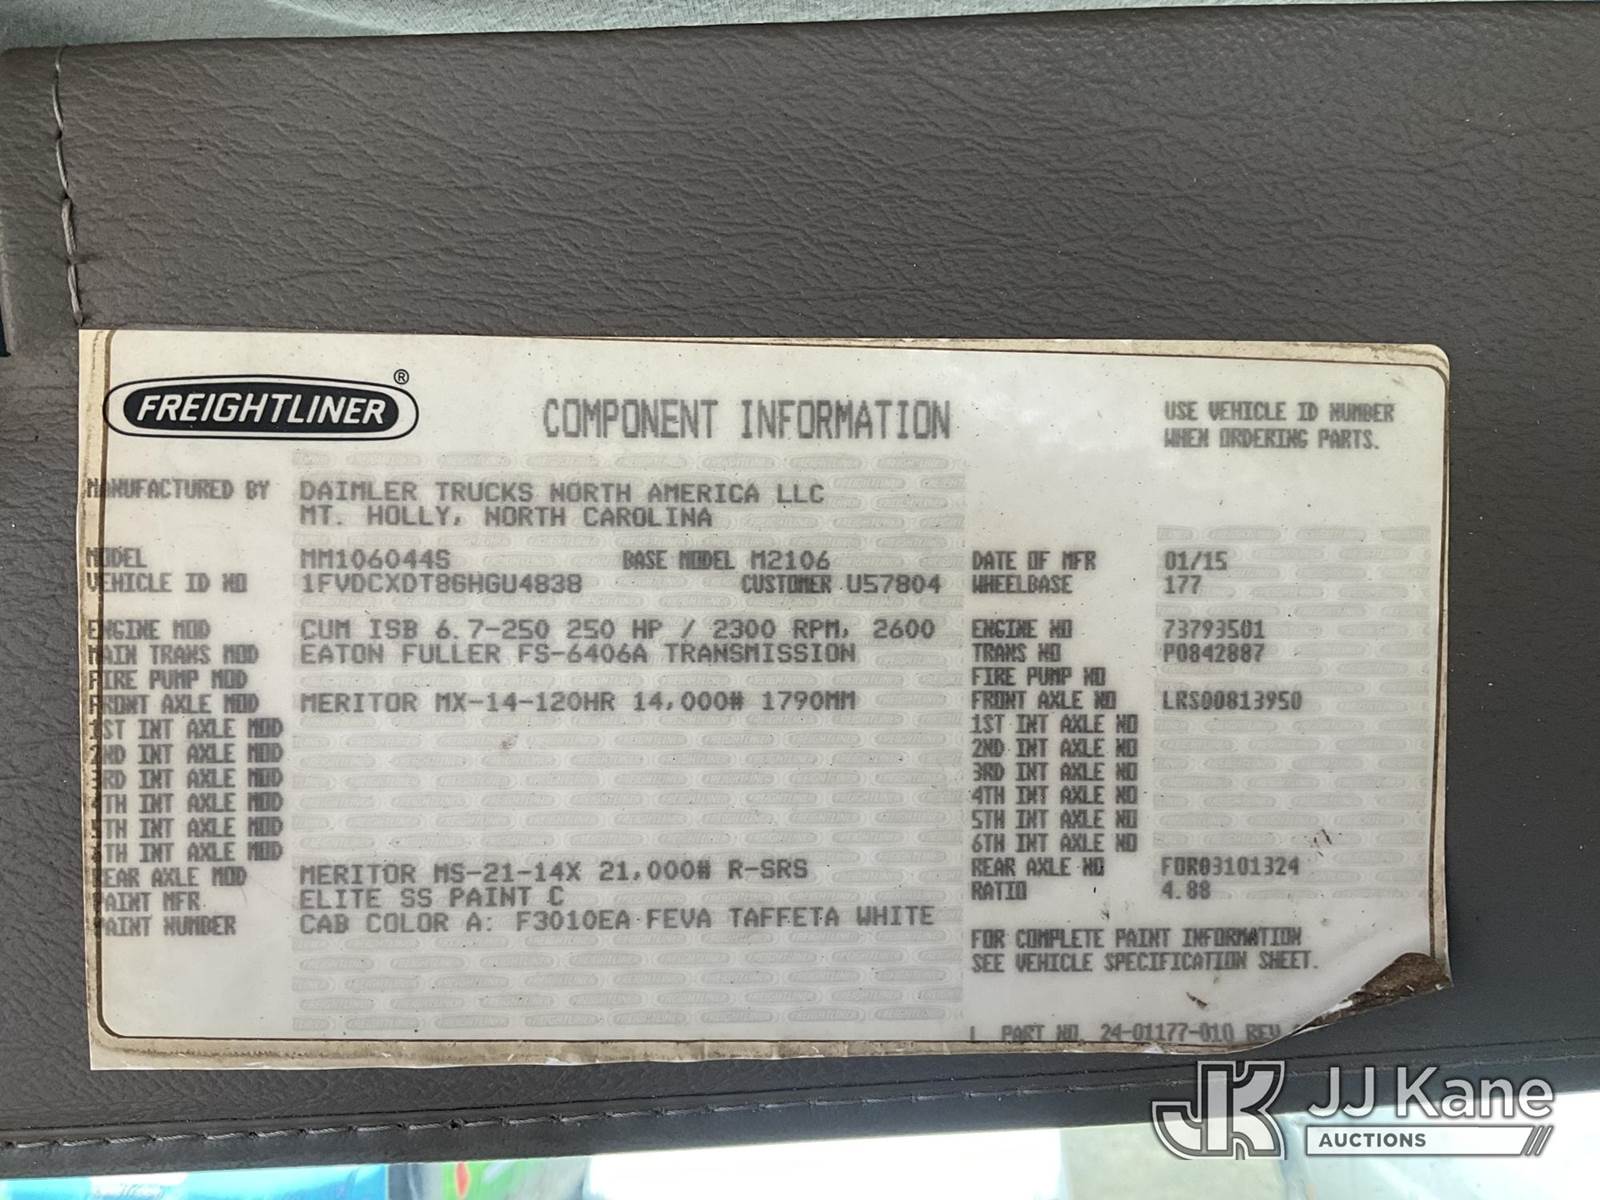 FREIGHTLINER ®
COMPONENT INFORMATION
USE VEHICLE ID NUMBER
WHEN ORDERING PARTS.
MANUFACTURED BY DAIMLER TRUCKS NORTH AMERICA LLC
MT. HOLLY, NORTH CAROLINA
MODEL MM106044S BASE MODEL M2106 DATE OF MFR 01/15
VEHICLE ID NO 1FVDCXDT8GHGU4838 CUSTOMER U57804 WHEELBASE 177
ENGINE MOD CUM ISB 6.7-250 250 HP / 2300 RPM, 2600 ENGINE NO 73793501
MAIN TRANS MOD EATON FULLER FS-6406A TRANSMISSION TRANS NO P0842887
FIRE PUMP MOD FIRE PUMP NO
FRONT AXLE MOD MERITOR MX-14-120HR 14,000# 1790MM FRONT AXLE NO LRS00813950
1ST INT AXLE MOD 1ST INT AXLE NO
2ND INT AXLE MOD 2ND INT AXLE NO
3RD INT AXLE MOD 3RD INT AXLE NO
4TH INT AXLE MOD 4TH INT AXLE NO
5TH INT AXLE MOD 5TH INT AXLE NO
6TH INT AXLE MOD 6TH INT AXLE NO
REAR AXLE MOD MERITOR MS-21-14X 21,000# R-SRS REAR AXLE NO FOR03101324
PAINT MFR ELITE SS PAINT C RATIO 4.88
PAINT NUMBER CAB COLOR A: F3010EA FEVA TAFFETA WHITE
FOR COMPLETE PAINT INFORMATION
SEE VEHICLE SPECIFICATION SHEET.
PART NO. 24-01177-010 REV
JK JJ Kane
AUCTIONS